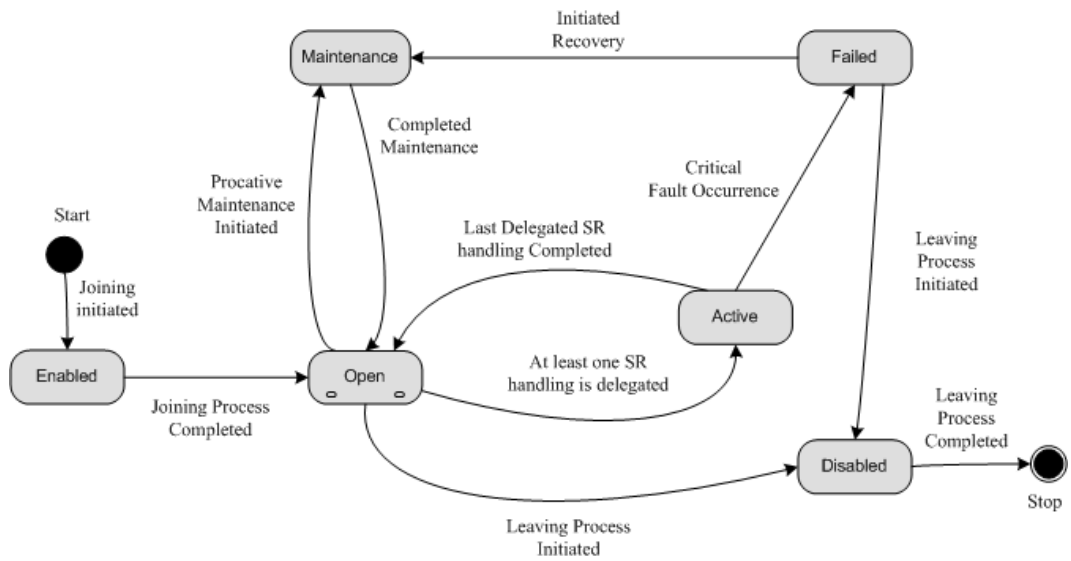 Initiated
Recovery
Maintenance
Failed
Completed
Maintenance
Critical
Fault Occurrence
Procative
Maintenance
Initiated
Start
Last Delegated SR
handling Completed
Leaving
Process
Initiated
Joining
initiated
Active
Enabled
Open
At least one SR
handling is delegated
Joining Process
Completed
Leaving
Process
Completed
Disabled
Stop
Leaving Process
Initiated